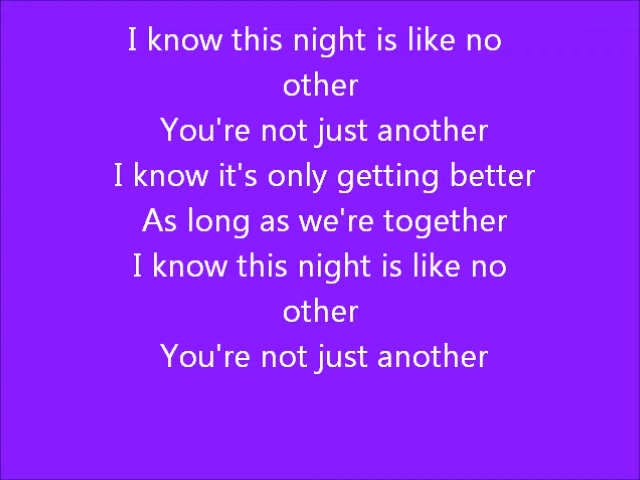 I know this night is like no
other
You're not just another
I know it's only getting better
As long as we're together
I know this night is like no
other
You're not just another